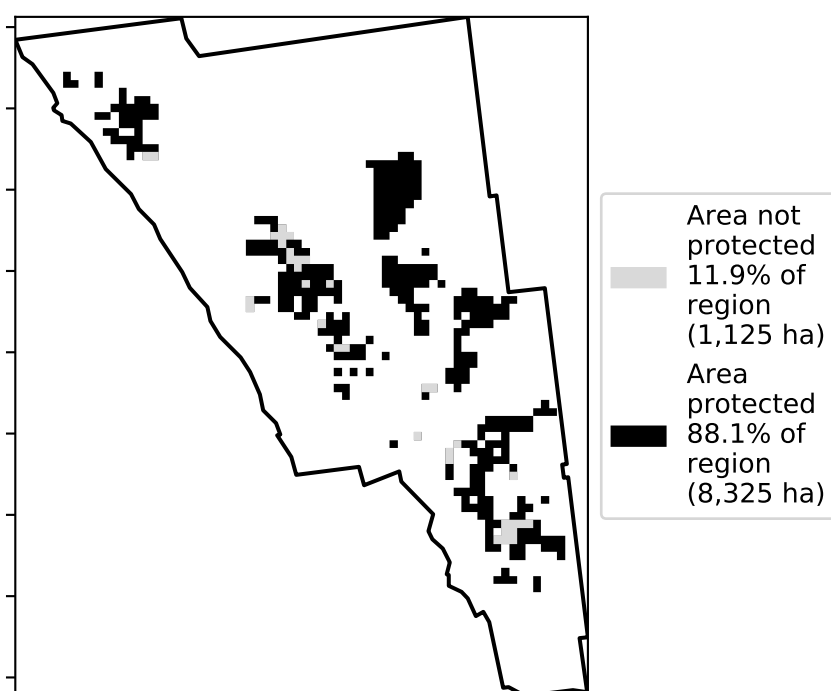 Area not
protected
11.9% of
region
(1,125 ha)
Area
protected
88.1% of
region
(8,325 ha)